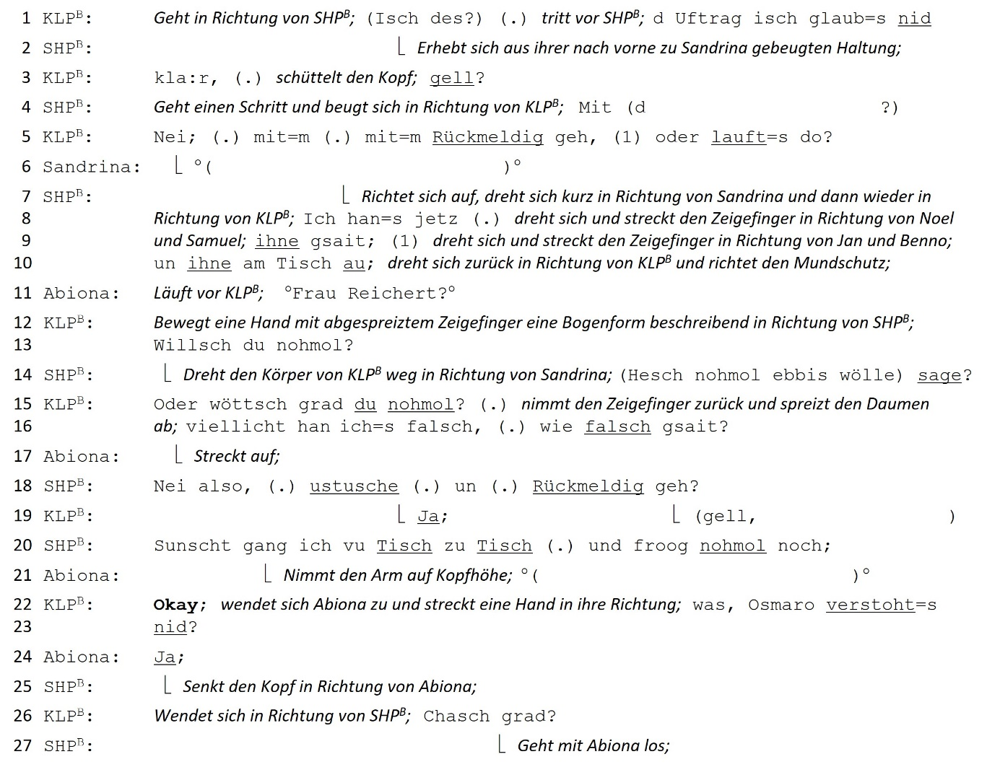 1 KLPᴮ: Geht in Richtung von SHPᴮ; (Isch des?) (.) tritt vor SHPᴮ; d Uftrag isch glaub=s nid
2 SHPᴮ: ⎣ Erhebt sich aus ihrer nach vorne zu Sandrina gebeugten Haltung;
3 KLPᴮ: kla:r, (.) schüttelt den Kopf; gell?
4 SHPᴮ: Geht einen Schritt und beugt sich in Richtung von KLPᴮ; Mit (d ?)
5 KLPᴮ: Nei; (.) mit=m (.) mit=m Rückmeldig geh, (1) oder lauft=s do?
6 Sandrina: ⎣ °( )°
7 SHPᴮ: ⎣ Richtet sich auf, dreht sich kurz in Richtung von Sandrina und dann wieder in
8 Richtung von KLPᴮ; Ich han=s jetz (.) dreht sich und streckt den Zeigefinger in Richtung von Noel
9 und Samuel; ihne gsait; (1) dreht sich und streckt den Zeigefinger in Richtung von Jan und Benno;
10 un ihne am Tisch au; dreht sich zurück in Richtung von KLPᴮ und richtet den Mundschutz;
11 Abiona: Läuft vor KLPᴮ; °Frau Reichert?°
12 KLPᴮ: Bewegt eine Hand mit abgespreiztem Zeigefinger eine Bogenform beschreibend in Richtung von SHPᴮ;
13 Willsch du nohmol?
14 SHPᴮ: ⎣ Dreht den Körper von KLPᴮ weg in Richtung von Sandrina; (Hesch nohmol ebbis wölle) sage?
15 KLPᴮ: Oder wöttsch grad du nohmol? (.) nimmt den Zeigefinger zurück und spreizt den Daumen
16 ab; viellicht han ich=s falsch, (.) wie falsch gsait?
17 Abiona: ⎣ Streckt auf;
18 SHPᴮ: Nei also, (.) ustusche (.) un (.) Rückmeldig geh?
19 KLPᴮ: ⎣ Ja; ⎣ (gell, )
20 SHPᴮ: Sunscht gang ich vu Tisch zu Tisch (.) und froog nohmol noch;
21 Abiona: ⎣ Nimmt den Arm auf Kopfhöhe; °( )°
22 KLPᴮ: Okay; wendet sich Abiona zu und streckt eine Hand in ihre Richtung; was, Osmaro verstoht=s
23 nid?
24 Abiona: Ja;
25 SHPᴮ: ⎣ Senkt den Kopf in Richtung von Abiona;
26 KLPᴮ: Wendet sich in Richtung von SHPᴮ; Chasch grad?
27 SHPᴮ: ⎣ Geht mit Abiona los;